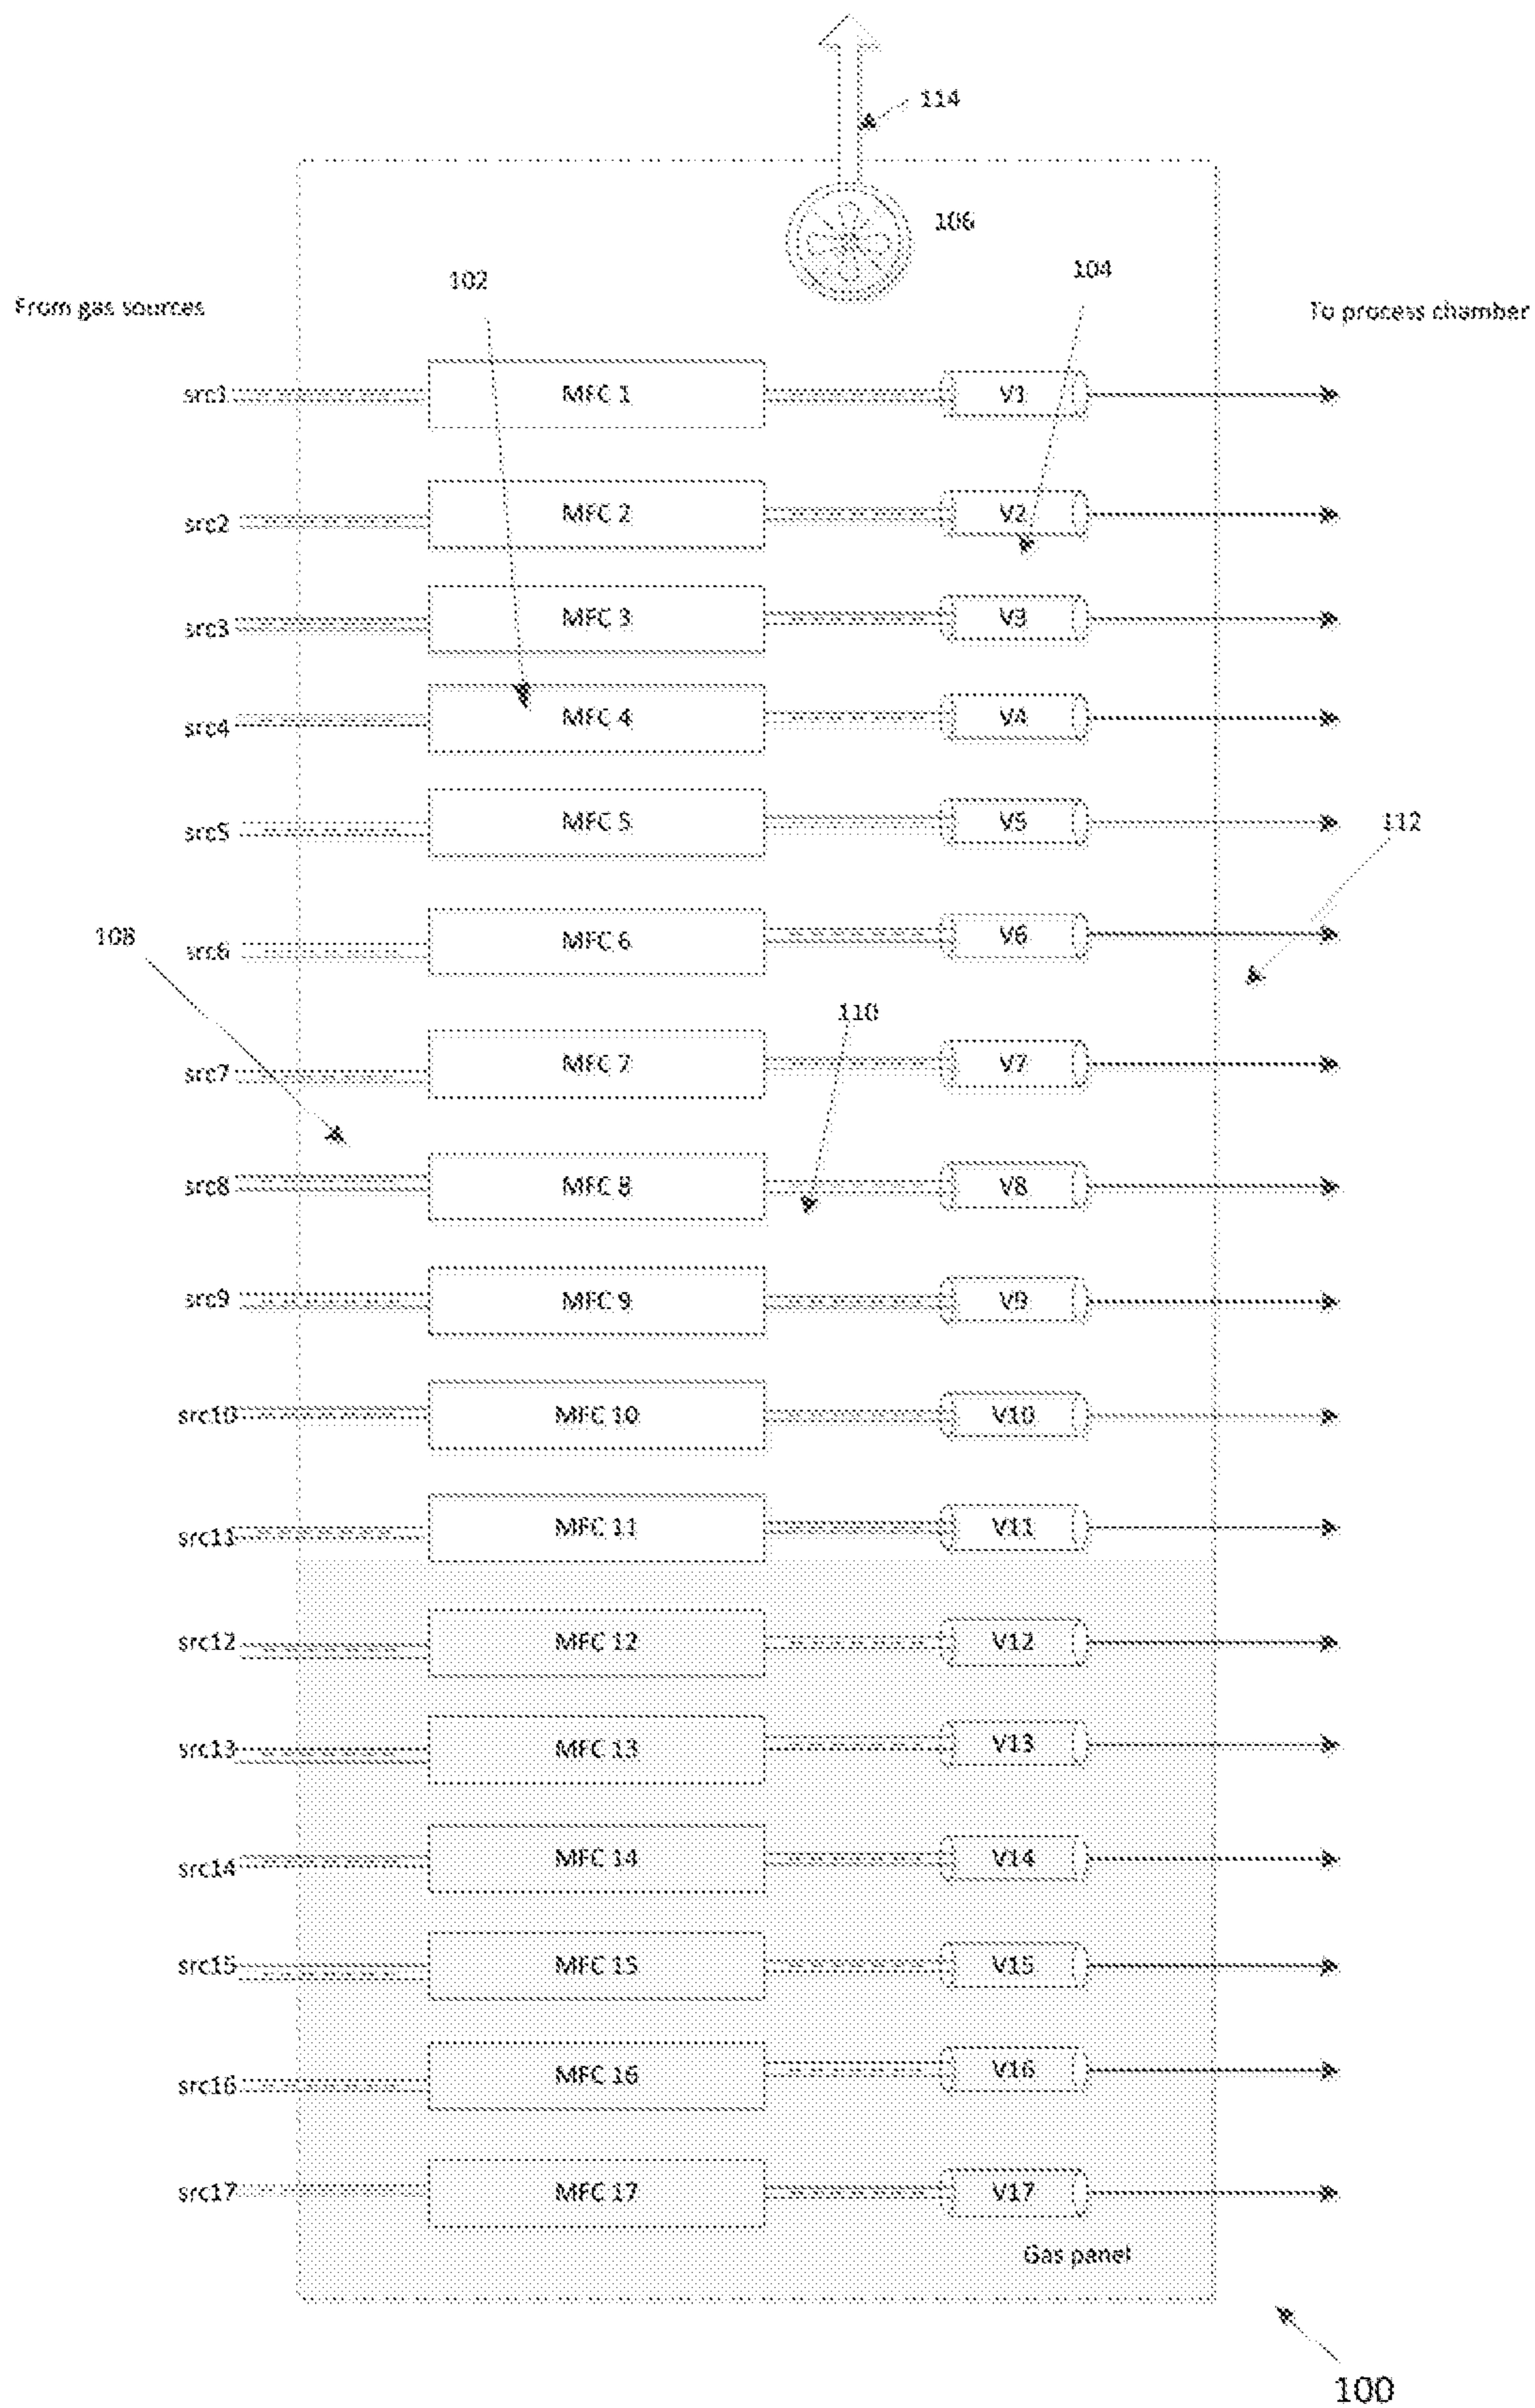 114
106
102
104
From gas sources
To process chamber
src1 MFC 1 V1
src2 MFC 2 V2
src3 MFC 3 V3
src4 MFC 4 V4
src5 MFC 5 V5
112
108
src6 MFC 6 V6
110
src7 MFC 7 V7
src8 MFC 8 V8
src9 MFC 9 V9
src10 MFC 10 V10
src11 MFC 11 V11
src12 MFC 12 V12
src13 MFC 13 V13
src14 MFC 14 V14
src15 MFC 15 V15
src16 MFC 16 V16
src17 MFC 17 V17
Gas panel
100